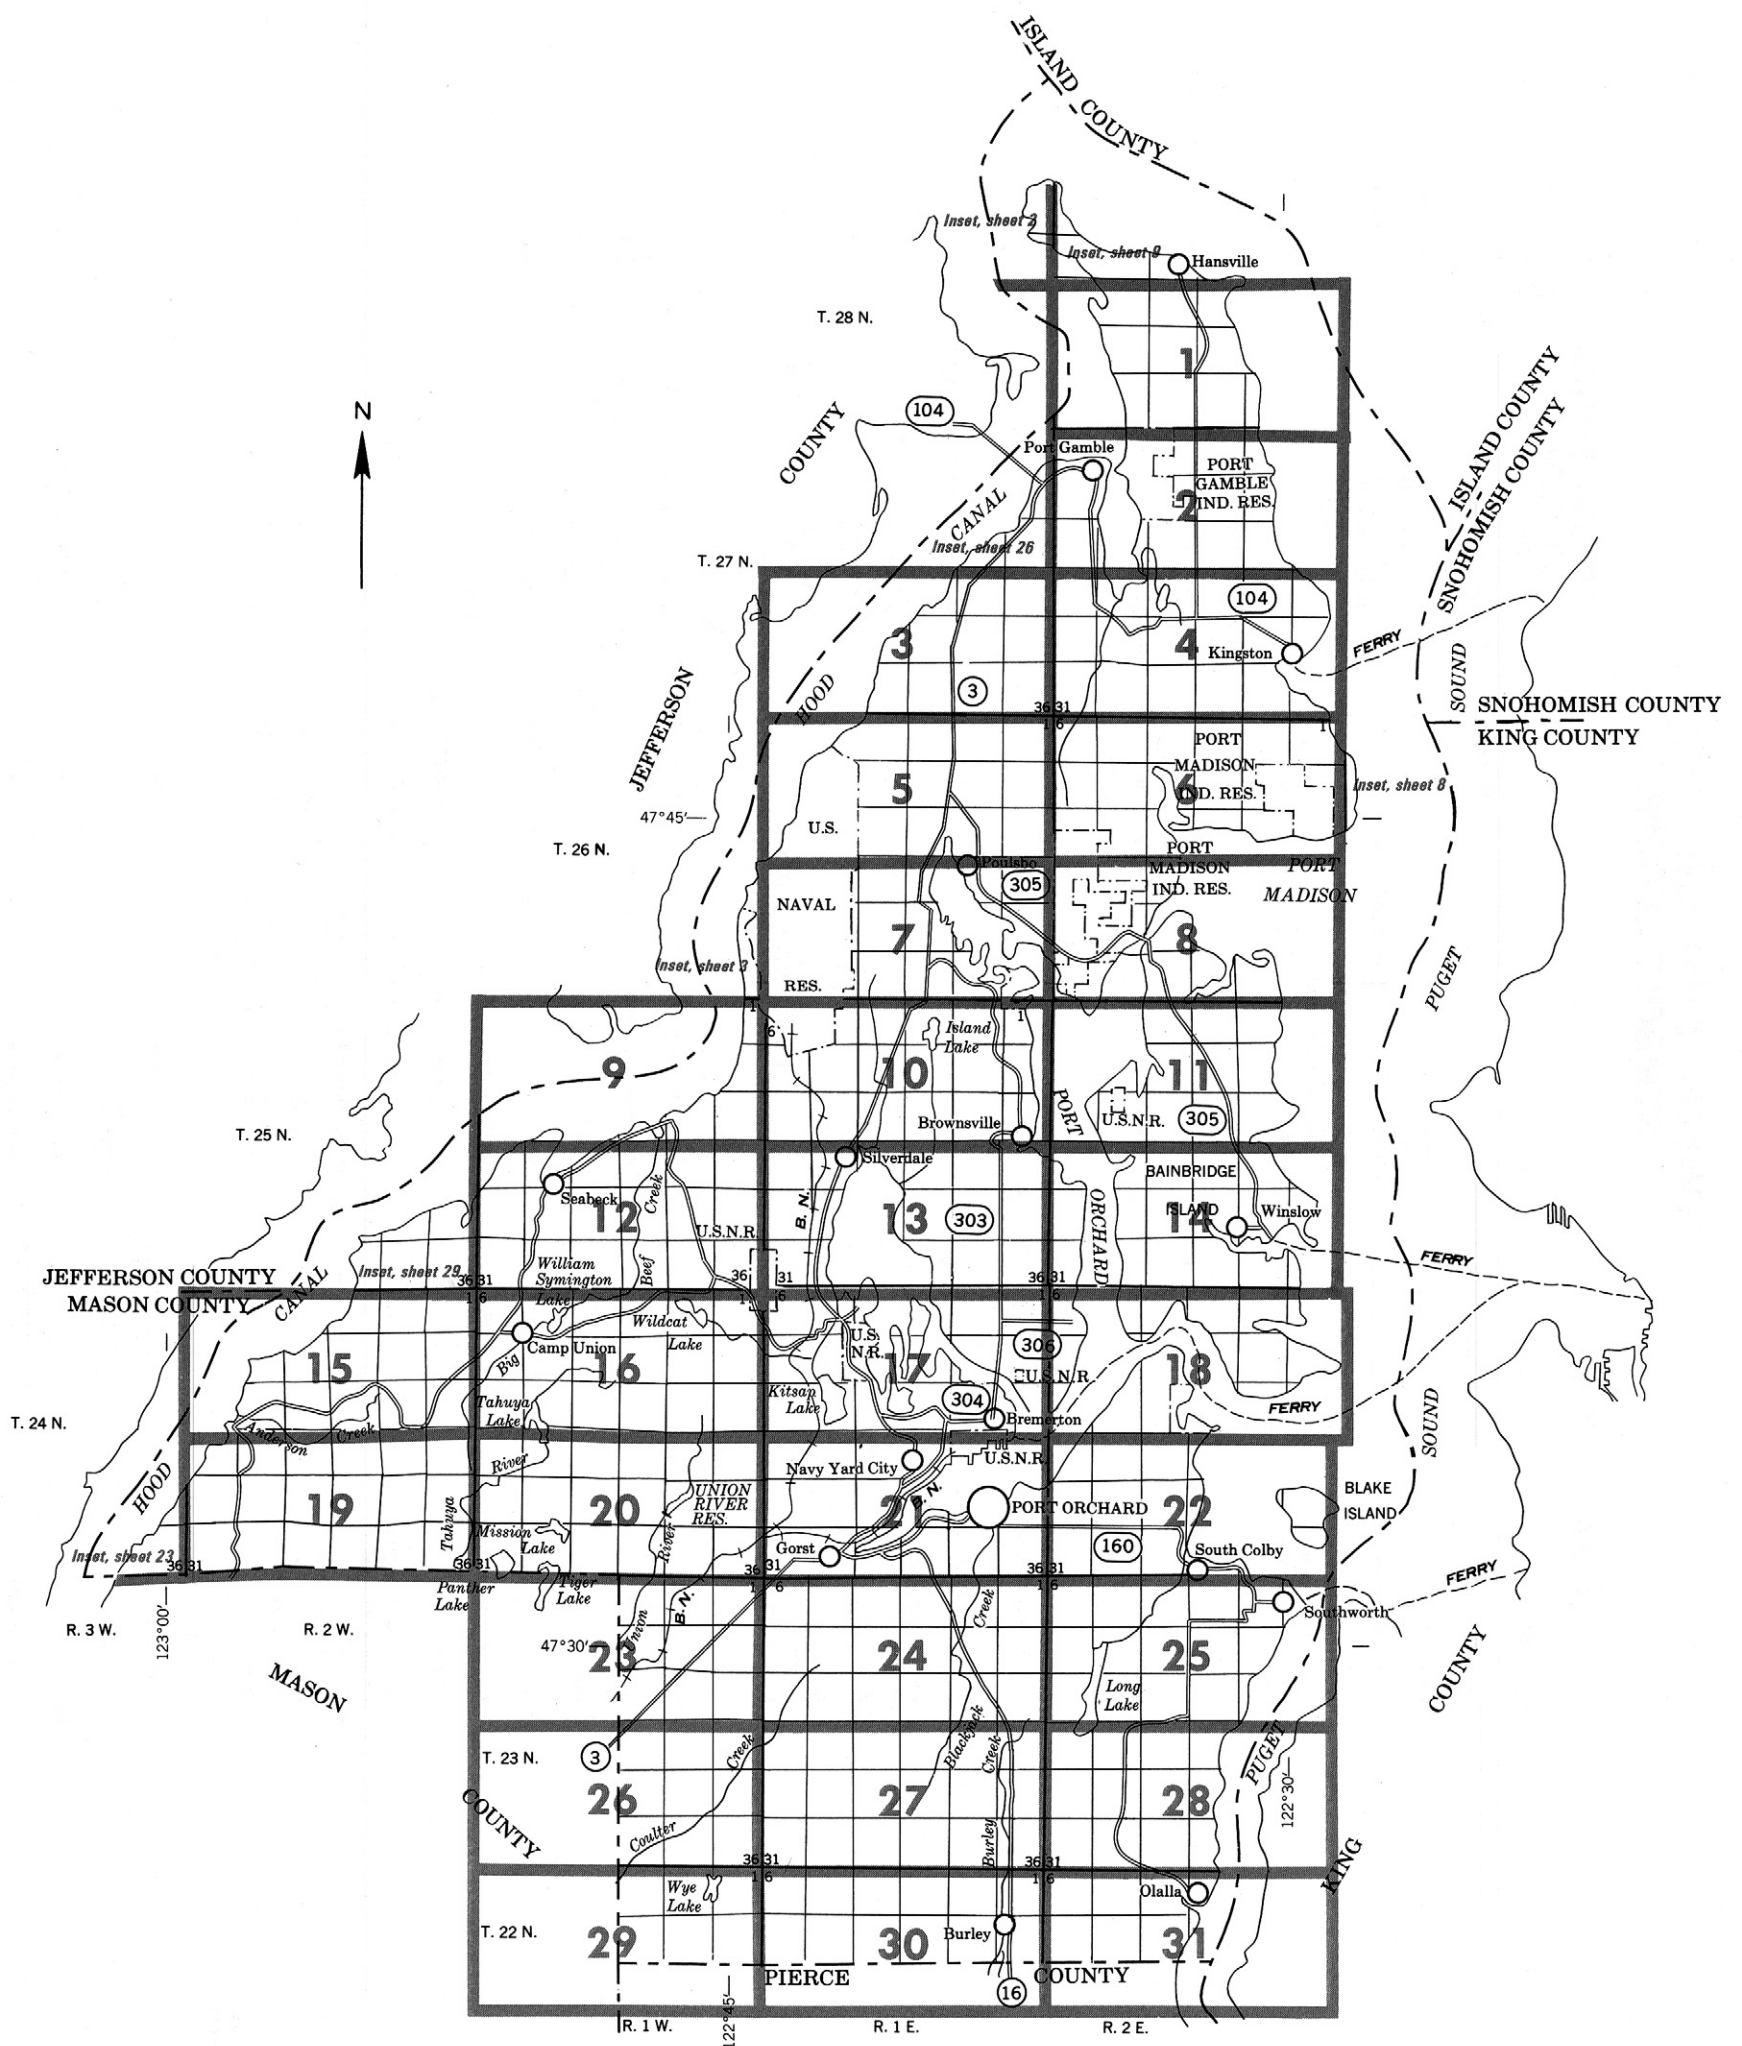 ISLAND COUNTY
Inset, sheet 2
Inset, sheet 9
Hansville
T. 28 N.
1
ISLAND COUNTY
SNOHOMISH COUNTY
N
104
COUNTY
Port Gamble
PORT
GAMBLE
IND. RES.
2
CANAL
Inset, sheet 26
T. 27 N.
104
3
4
Kingston
FERRY
SOUND
HOOD
JEFFERSON
3
36 31
1 6
1
SNOHOMISH COUNTY
KING COUNTY
PORT
MADISON
IND. RES.
5
6
Inset, sheet 8
47°45'
U.S.
T. 26 N.
Poulsbo
PORT
MADISON
IND. RES.
PORT
MADISON
305
NAVAL
7
8
Inset, sheet 3
RES.
PUGET
1
6
1
Island
Lake
9
10
11
PORT
U.S.N.R.
305
Brownsville
T. 25 N.
Silverdale
BAINBRIDGE
Seabeck
Creek
ORCHARD
ISLAND
Winslow
12
B. N.
13
303
14
U.S.N.R.
FERRY
William
Symington
Lake
Beef
Inset, sheet 29
36 31
1 6
36 31
1 6
36 31
1 6
JEFFERSON COUNTY
MASON COUNTY
CANAL
Wildcat
Lake
Camp Union
U.S.
N.R.
306
15
Big
16
17
U.S.N.R.
18
Kitsap
Lake
304
Tahuya
Lake
FERRY
T. 24 N.
Anderson Creek
Bremerton
SOUND
River
Navy Yard City
U.S.N.R.
HOOD
UNION
RIVER
RES.
B. N.
BLAKE
ISLAND
19
Tahuya
20
21
PORT ORCHARD
22
Mission
Lake
River
Gorst
160
South Colby
Inset, sheet 23
36 31
36 31
36 31
1 6
36 31
1 6
Panther
Lake
Tiger
Lake
FERRY
B. N.
Creek
Southworth
R. 3 W.
123°00'
R. 2 W.
47°30'
Union
23
24
25
MASON
Long
Lake
COUNTY
Blackjack
Creek
Creek
PUGET
T. 23 N.
3
122°30'
26
27
28
COUNTY
Coulter
Burley
KING
36 31
1 6
36 31
1 6
Wye
Lake
Olalla
T. 22 N.
Burley
29
30
31
PIERCE COUNTY
16
R. 1 W.
122°45'
R. 1 E.
R. 2 E.